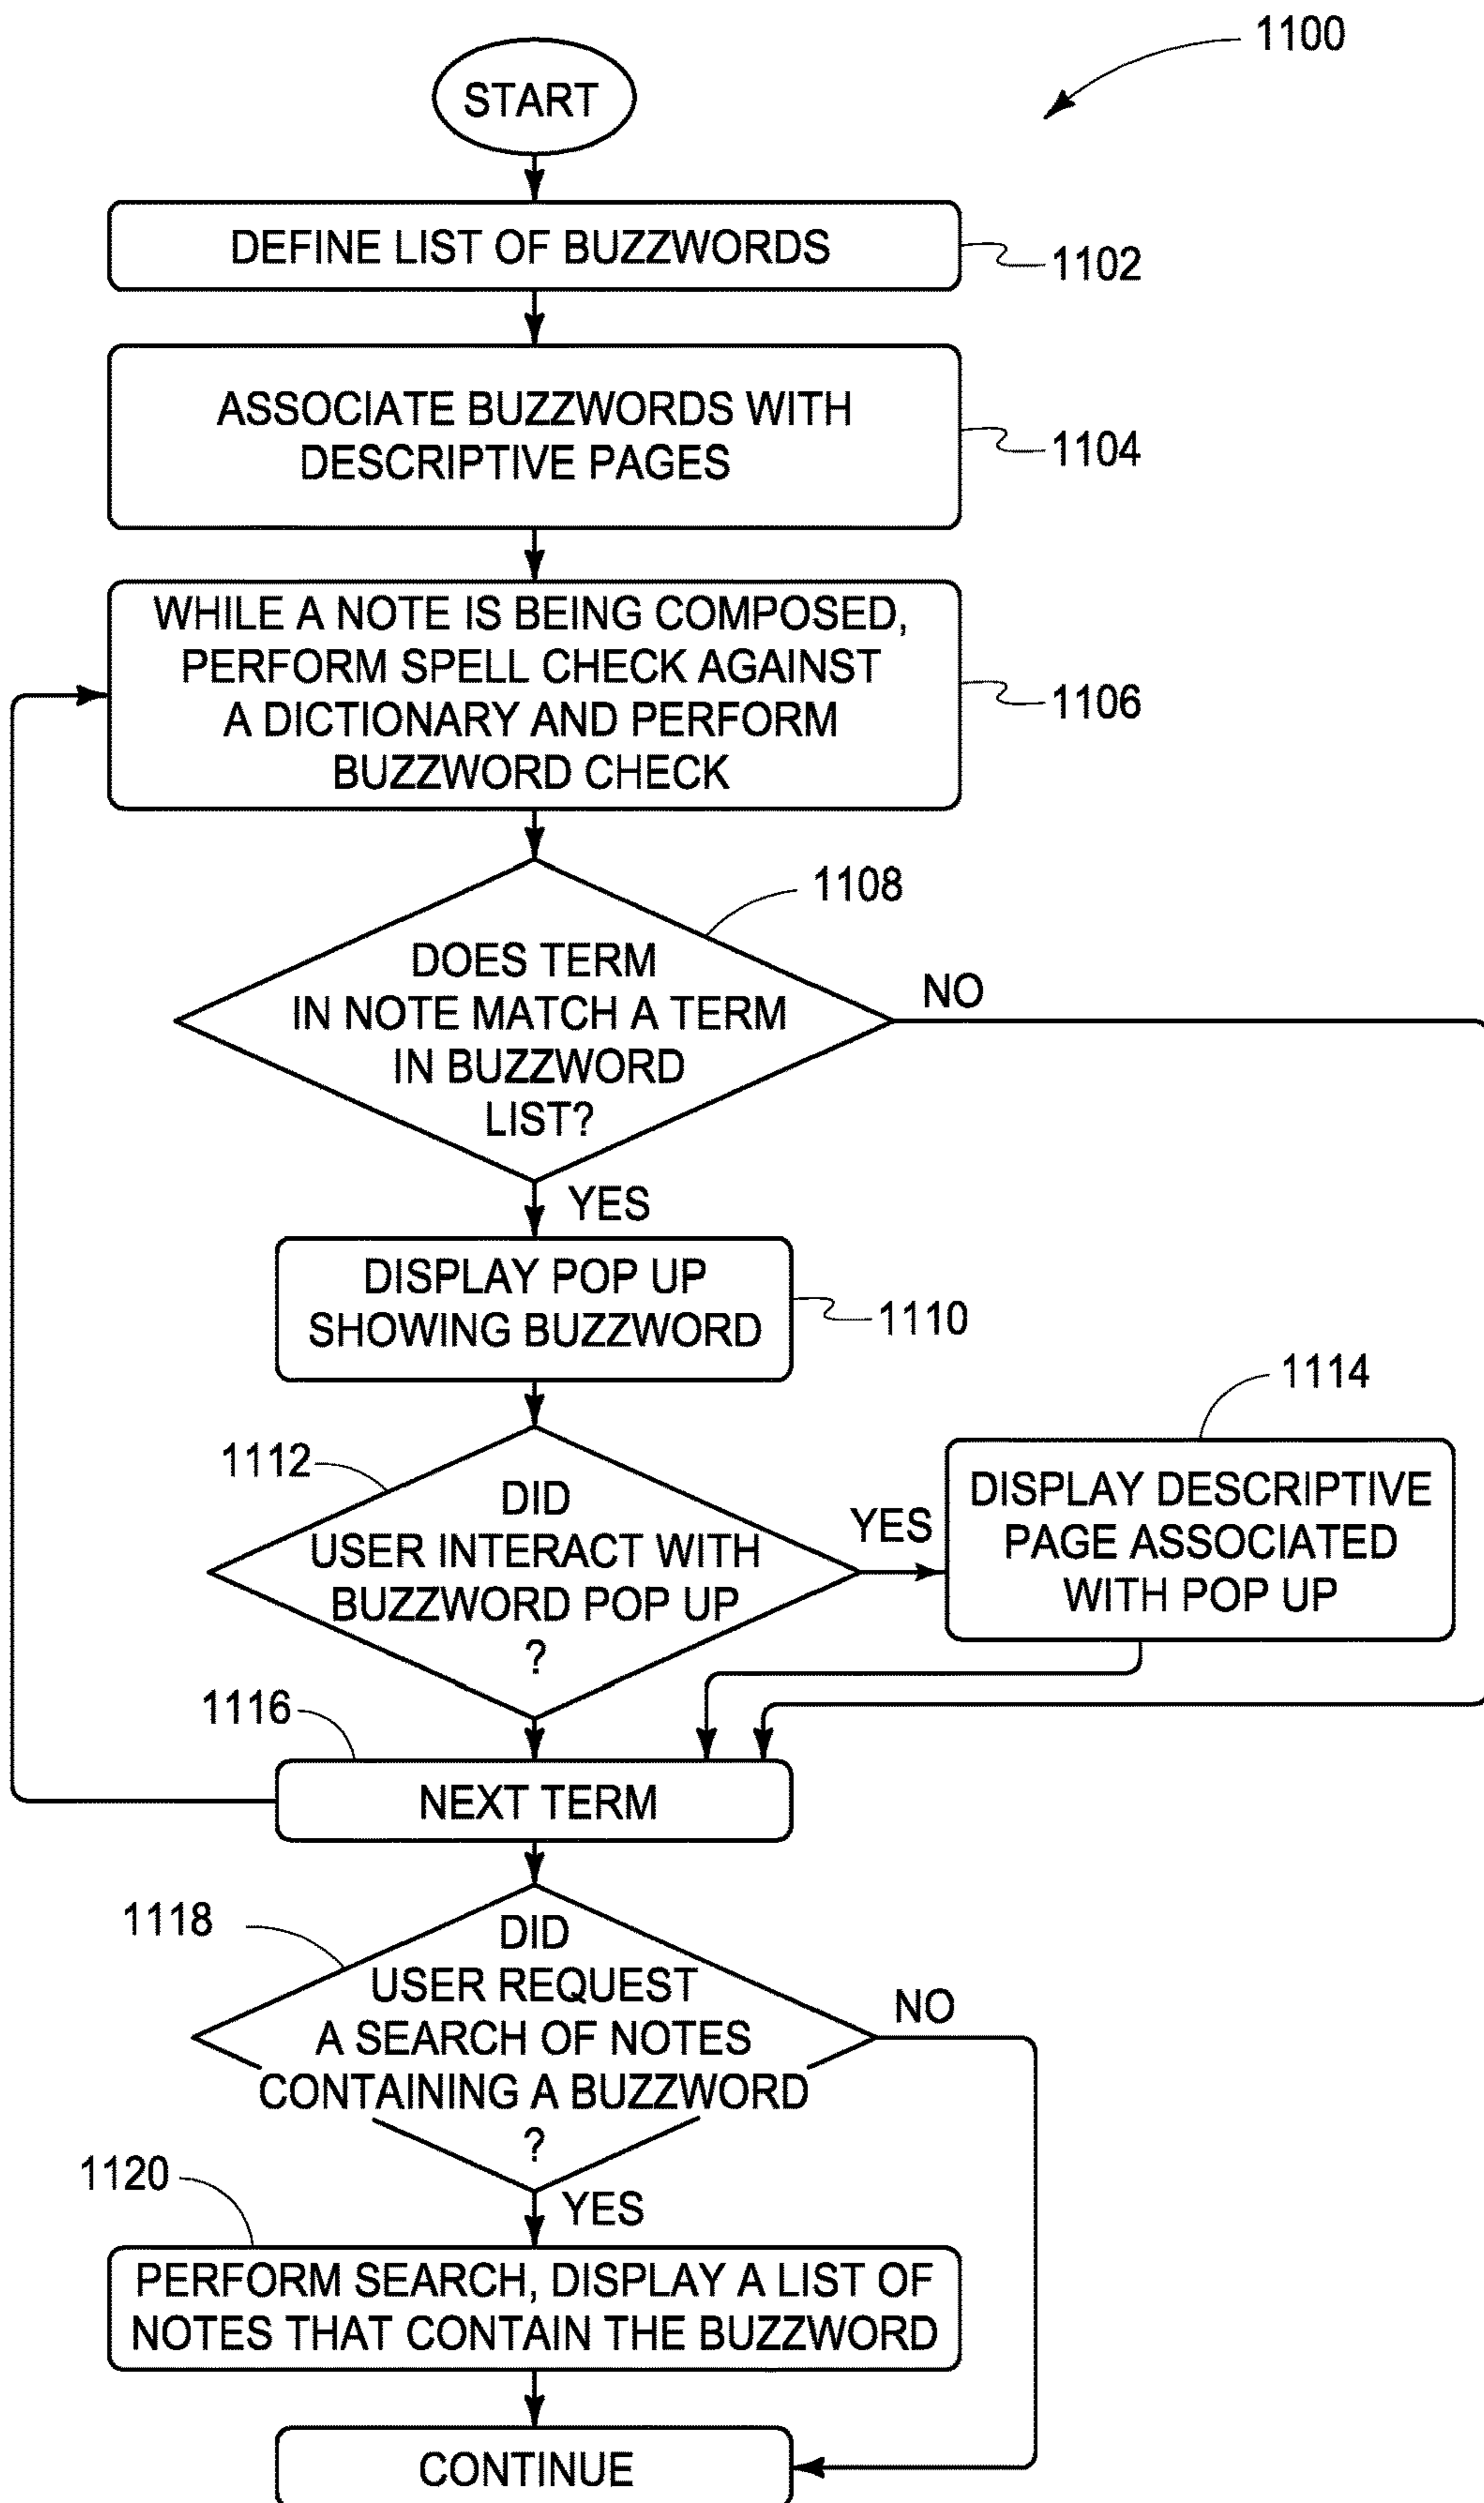 1100
START
DEFINE LIST OF BUZZWORDS
1102
ASSOCIATE BUZZWORDS WITH
DESCRIPTIVE PAGES
1104
WHILE A NOTE IS BEING COMPOSED,
PERFORM SPELL CHECK AGAINST
A DICTIONARY AND PERFORM
BUZZWORD CHECK
1106
1108
DOES TERM
IN NOTE MATCH A TERM
IN BUZZWORD
LIST?
NO
YES
DISPLAY POP UP
SHOWING BUZZWORD
1110
1112
DID
USER INTERACT WITH
BUZZWORD POP UP
?
YES
1114
DISPLAY DESCRIPTIVE
PAGE ASSOCIATED
WITH POP UP
1116
NEXT TERM
1118
DID
USER REQUEST
A SEARCH OF NOTES
CONTAINING A BUZZWORD
?
NO
YES
1120
PERFORM SEARCH, DISPLAY A LIST OF
NOTES THAT CONTAIN THE BUZZWORD
CONTINUE